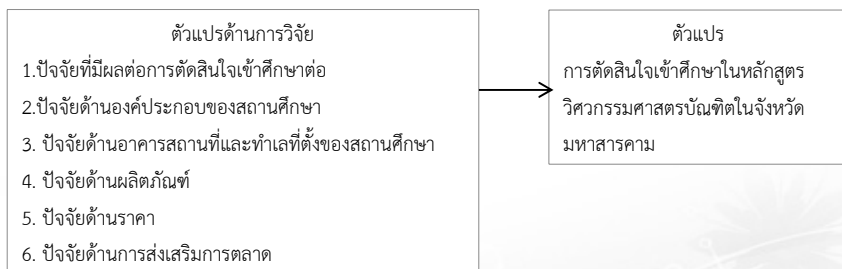 ตัวแปรด้านการวิจัย
1.ปัจจัยที่มีผลต่อการตัดสินใจเข้าศึกษาต่อ
2.ปัจจัยด้านองค์ประกอบของสถานศึกษา
3. ปัจจัยด้านอาคารสถานที่และทำเลที่ตั้งของสถานศึกษา
4. ปัจจัยด้านผลิตภัณฑ์
5. ปัจจัยด้านราคา
6. ปัจจัยด้านการส่งเสริมการตลาด
ตัวแปร
การตัดสินใจเข้าศึกษาในหลักสูตร
วิศวกรรมศาสตรบัณฑิตในจังหวัด
มหาสารคาม